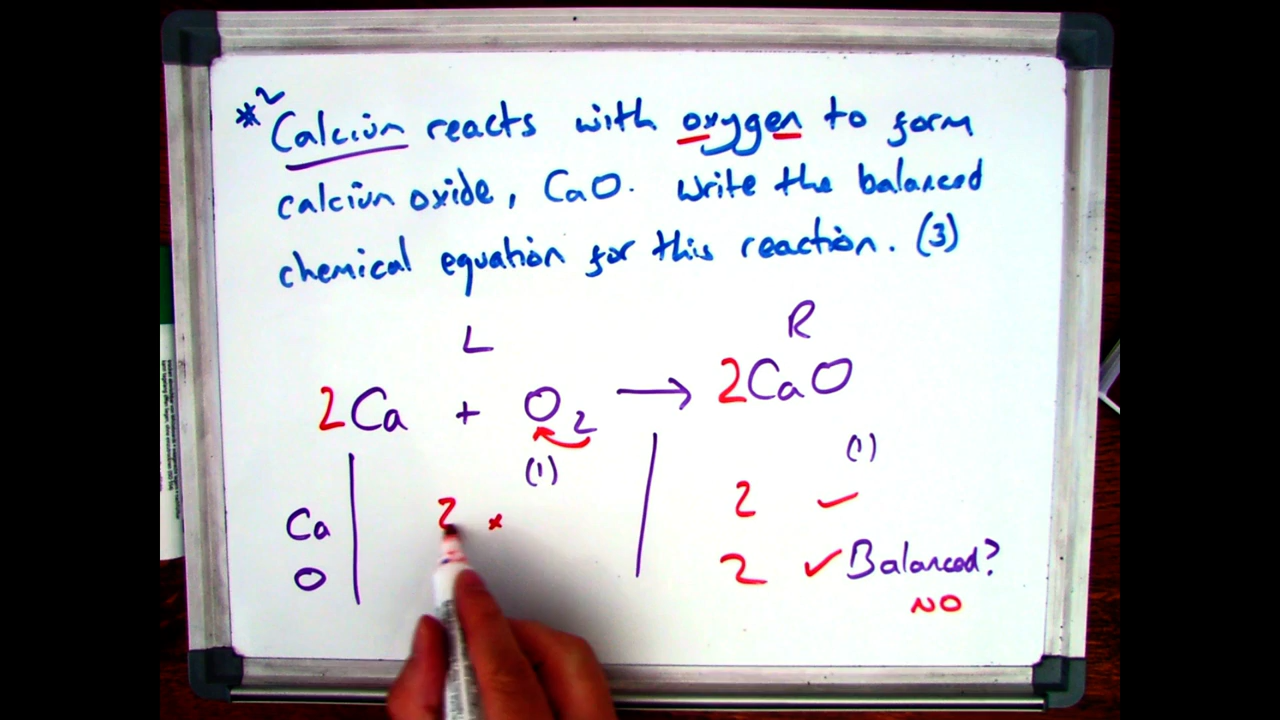 *2 Calcium reacts with oxygen to form
calcium oxide, CaO. Write the balanced
chemical equation for this reaction. (3)
L R
2Ca + O2 → 2CaO
(1) (1)
Ca 2 × 2 ✓
O 2 ✓ Balanced?
NO